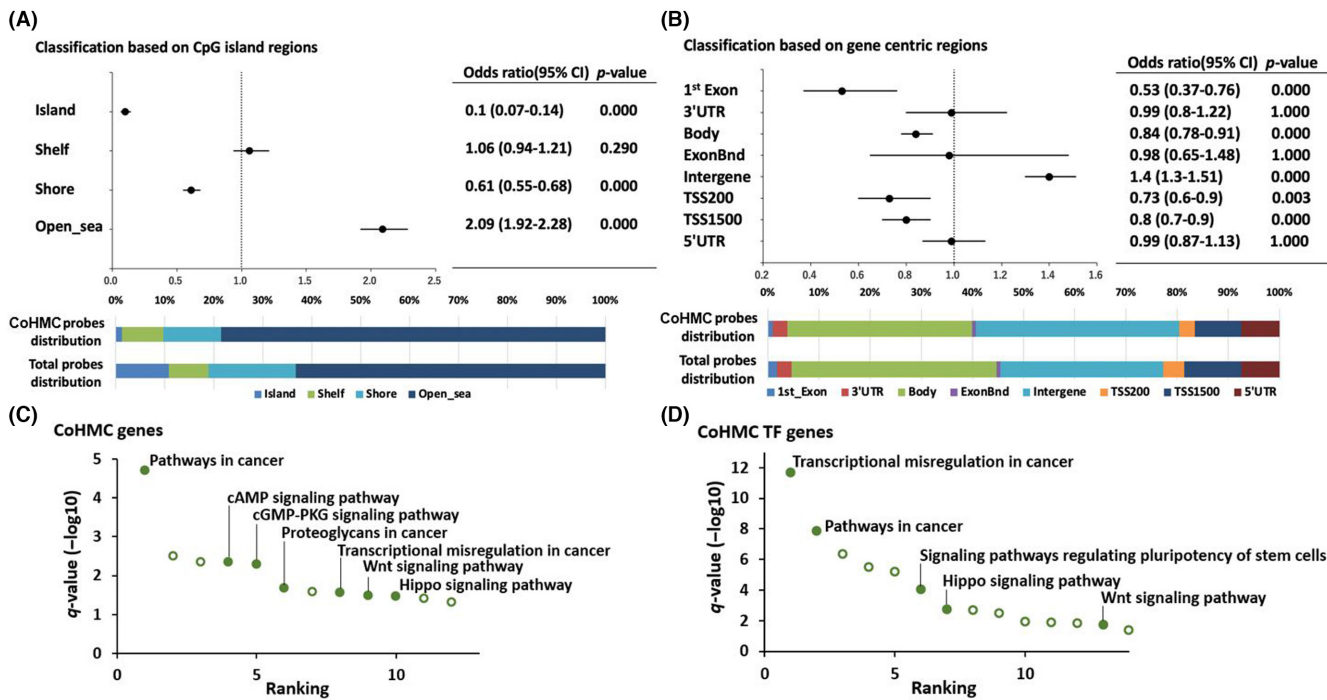 (A)
Classification based on CpG island regions
Odds ratio(95% CI) p-value
Island 0.1 (0.07-0.14) 0.000
Shelf 1.06 (0.94-1.21) 0.290
Shore 0.61 (0.55-0.68) 0.000
Open_sea 2.09 (1.92-2.28) 0.000
0.0 0.5 1.0 1.5 2.0 2.5
0% 10% 20% 30% 40% 50% 60% 70% 80% 90% 100%
CoHMC probes
distribution
Total probes
distribution
Island Shelf Shore Open_sea
(B)
Classification based on gene centric regions
Odds ratio(95% CI) p-value
1st Exon 0.53 (0.37-0.76) 0.000
3'UTR 0.99 (0.8-1.22) 1.000
Body 0.84 (0.78-0.91) 0.000
ExonBnd 0.98 (0.65-1.48) 1.000
Intergene 1.4 (1.3-1.51) 0.000
TSS200 0.73 (0.6-0.9) 0.003
TSS1500 0.8 (0.7-0.9) 0.000
5'UTR 0.99 (0.87-1.13) 1.000
0.2 0.4 0.6 0.8 1.0 1.2 1.4 1.6
0% 10% 20% 30% 40% 50% 60% 70% 80% 90% 100%
CoHMC probes
distribution
Total probes
distribution
1st_Exon 3'UTR Body ExonBnd Intergene TSS200 TSS1500 5'UTR
(C)
CoHMC genes
q-value (−log10)
5
4
3
2
1
0
Pathways in cancer
cAMP signaling pathway
cGMP-PKG signaling pathway
Proteoglycans in cancer
Transcriptional misregulation in cancer
Wnt signaling pathway
Hippo signaling pathway
0 5 10
Ranking
(D)
CoHMC TF genes
q-value (−log10)
12
10
8
6
4
2
0
Transcriptional misregulation in cancer
Pathways in cancer
Signaling pathways regulating pluripotency of stem cells
Hippo signaling pathway
Wnt signaling pathway
0 5 10
Ranking